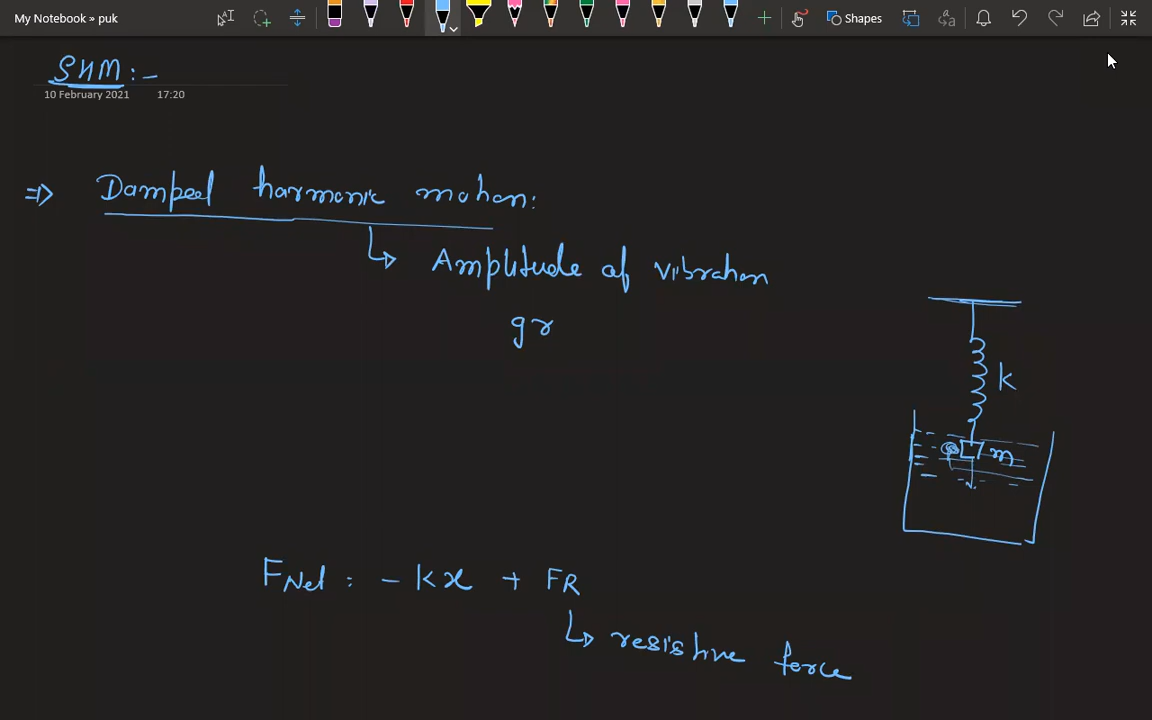 My Notebook » puk
Shapes
SHM :-
10 February 2021 17:20
⇒ Damped harmonic motion:
↳ Amplitude of vibration
gr
k
m
FNet = - kx + FR
↳ resistive force